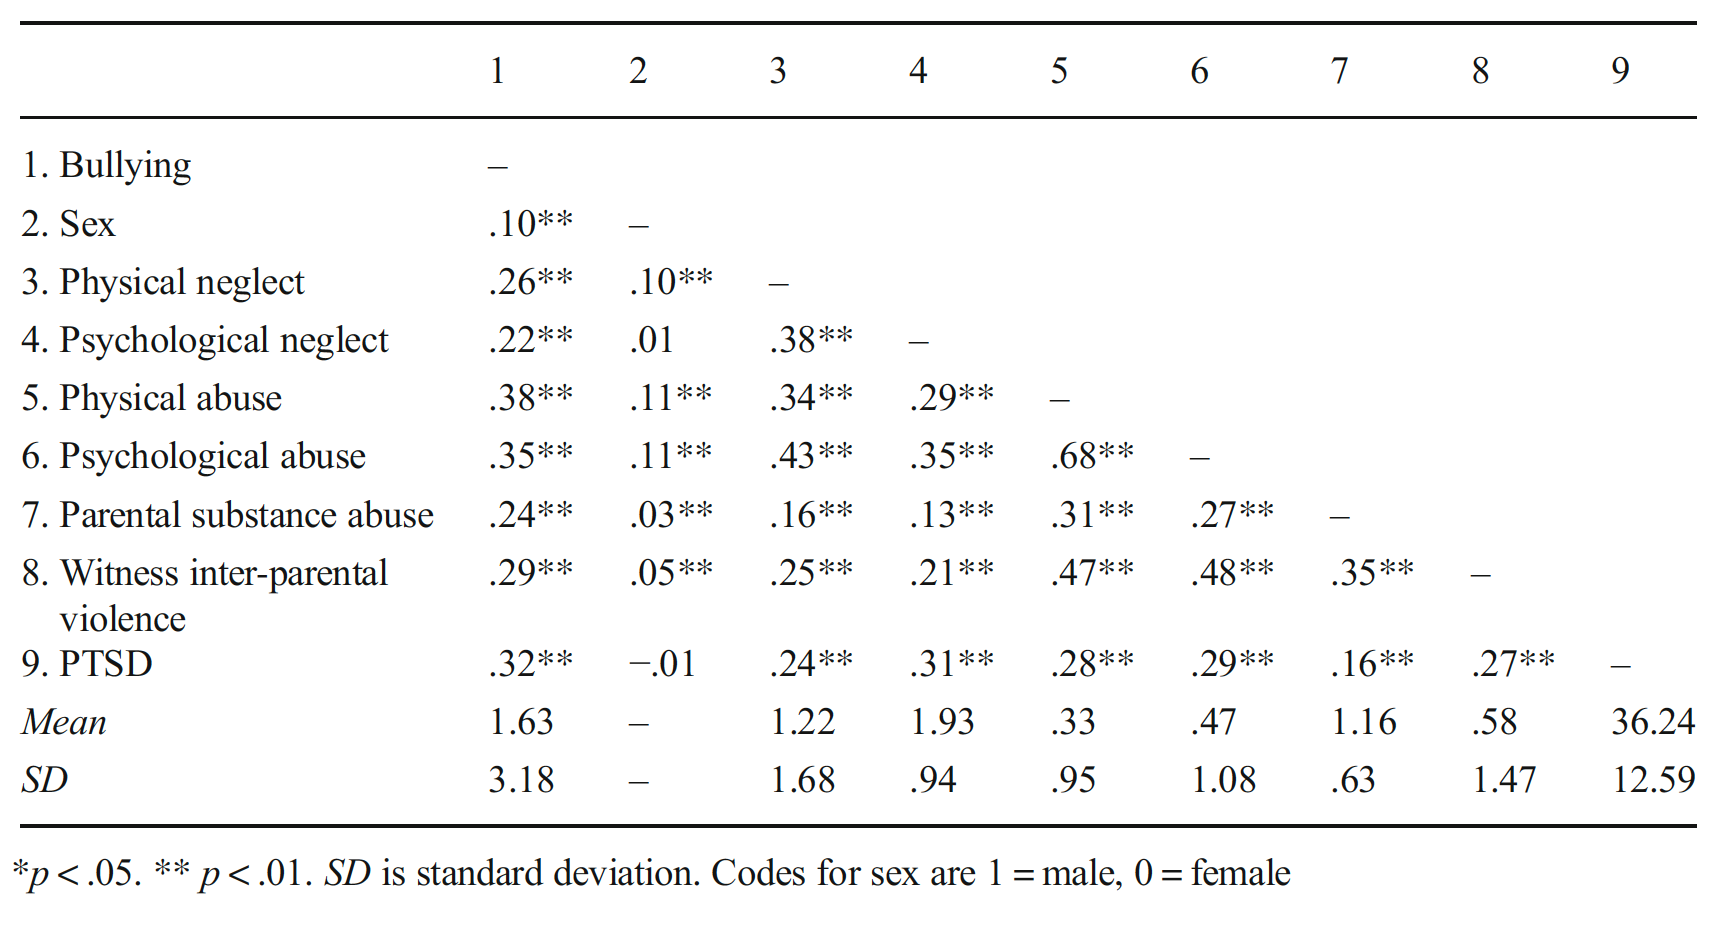 1 2 3 4 5 6 7 8 9
1. Bullying –
2. Sex .10** –
3. Physical neglect .26** .10** –
4. Psychological neglect .22** .01 .38** –
5. Physical abuse .38** .11** .34** .29** –
6. Psychological abuse .35** .11** .43** .35** .68** –
7. Parental substance abuse .24** .03** .16** .13** .31** .27** –
8. Witness inter-parental .29** .05** .25** .21** .47** .48** .35** –
violence
9. PTSD .32** −.01 .24** .31** .28** .29** .16** .27** –
Mean 1.63 – 1.22 1.93 .33 .47 1.16 .58 36.24
SD 3.18 – 1.68 .94 .95 1.08 .63 1.47 12.59
*p < .05. ** p < .01. SD is standard deviation. Codes for sex are 1 = male, 0 = female